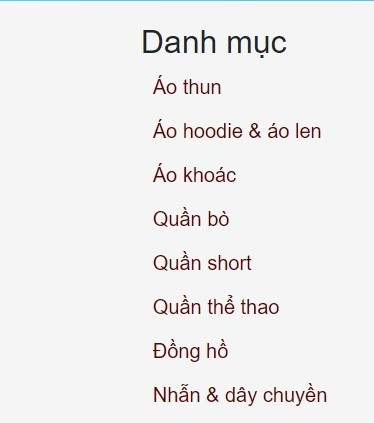 Danh mục
Áo thun
Áo hoodie & áo len
Áo khoác
Quần bò
Quần short
Quần thể thao
Đồng hồ
Nhẫn & dây chuyền